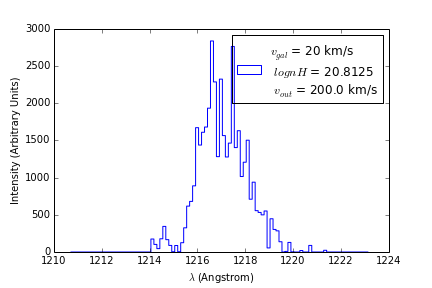 3000
2500
2000
1500
1000
500
0
Intensity (Arbitrary Units)
v_gal = 20 km/s
lognH = 20.8125
v_out = 200.0 km/s
1210 1212 1214 1216 1218 1220 1222 1224
λ (Angstrom)